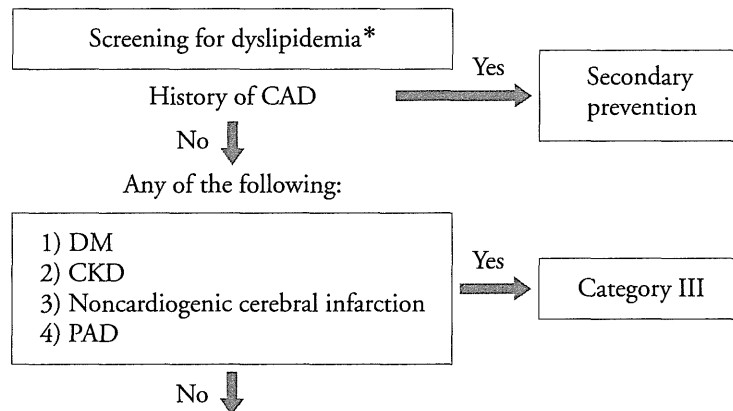 Screening for dyslipidemia*
History of CAD
Yes
Secondary
prevention
No
Any of the following:
1) DM
2) CKD
3) Noncardiogenic cerebral infarction
4) PAD
Yes
Category III
No